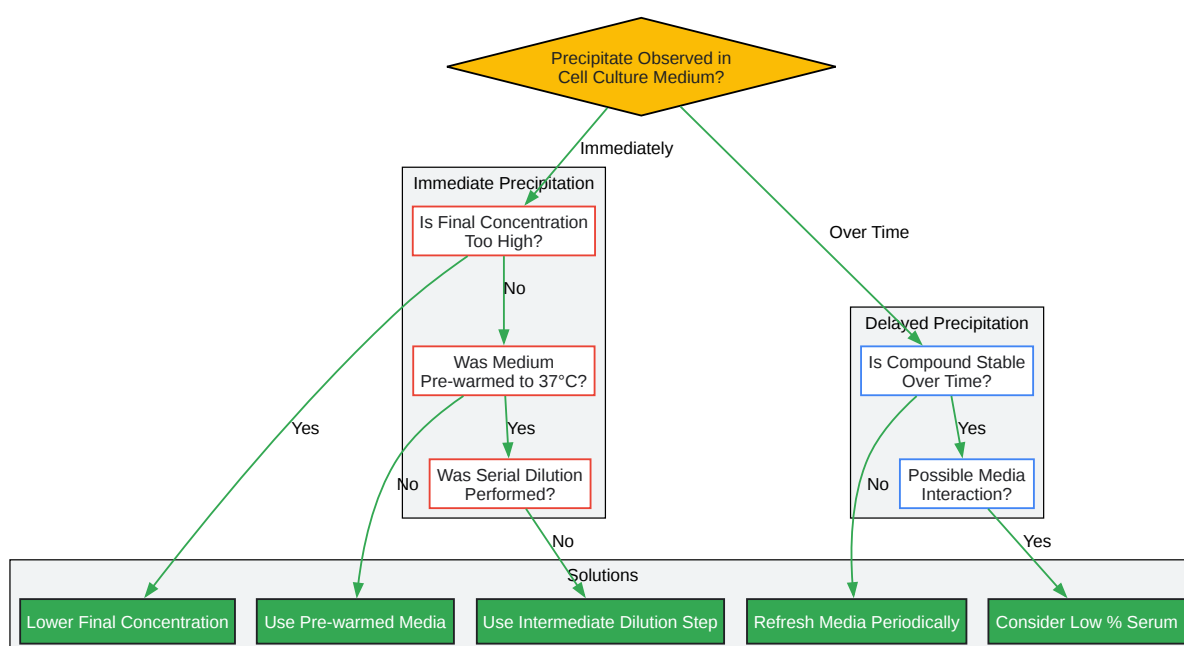 Precipitate Observed in
Cell Culture Medium?
Immediately
Immediate Precipitation
Is Final Concentration
Too High?
Over Time
No
Delayed Precipitation
Was Medium
Pre-warmed to 37°C?
Is Compound Stable
Over Time?
Yes
Yes
Yes
Was Serial Dilution
Performed?
No
No
Possible Media
Interaction?
No
Yes
Solutions
Lower Final Concentration
Use Pre-warmed Media
Use Intermediate Dilution Step
Refresh Media Periodically
Consider Low % Serum